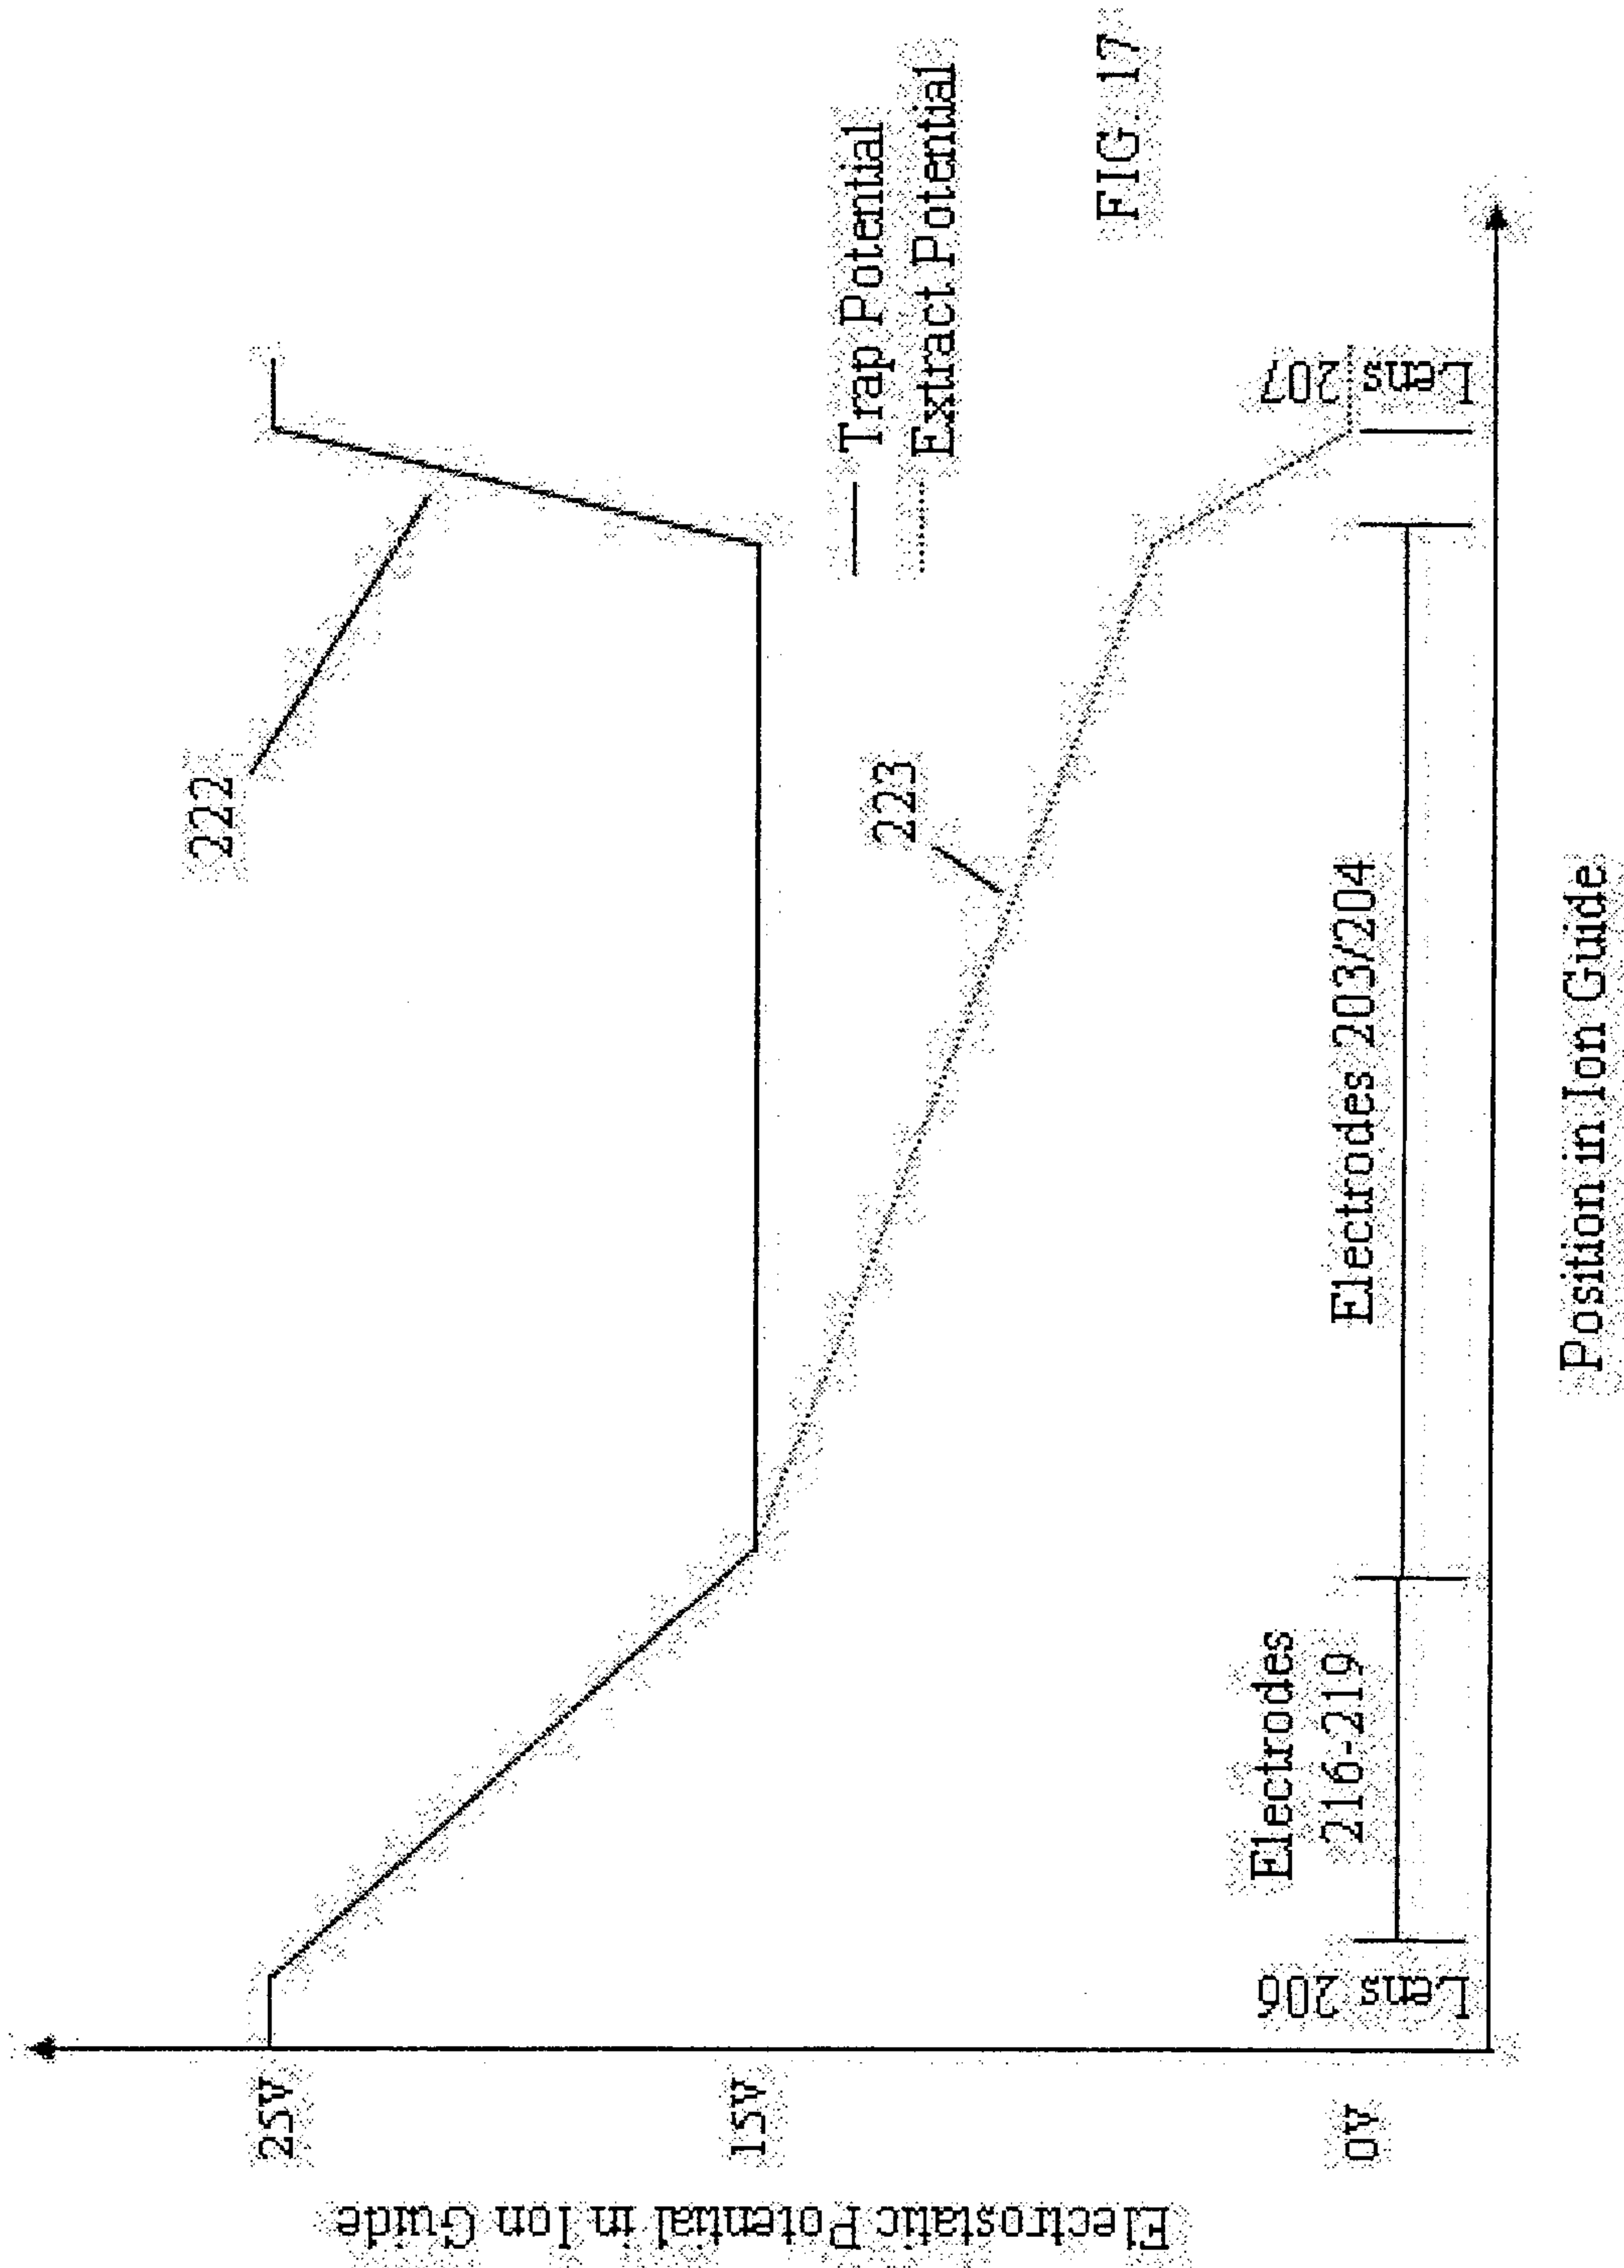 Electrostatic Potential in Ion Guide
25V
15V
0V
222
223
Trap Potential
Extract Potential
Lens 206
Electrodes
216-219
Electrodes 203/204
Lens 207
Position in Ion Guide
FIG. 17